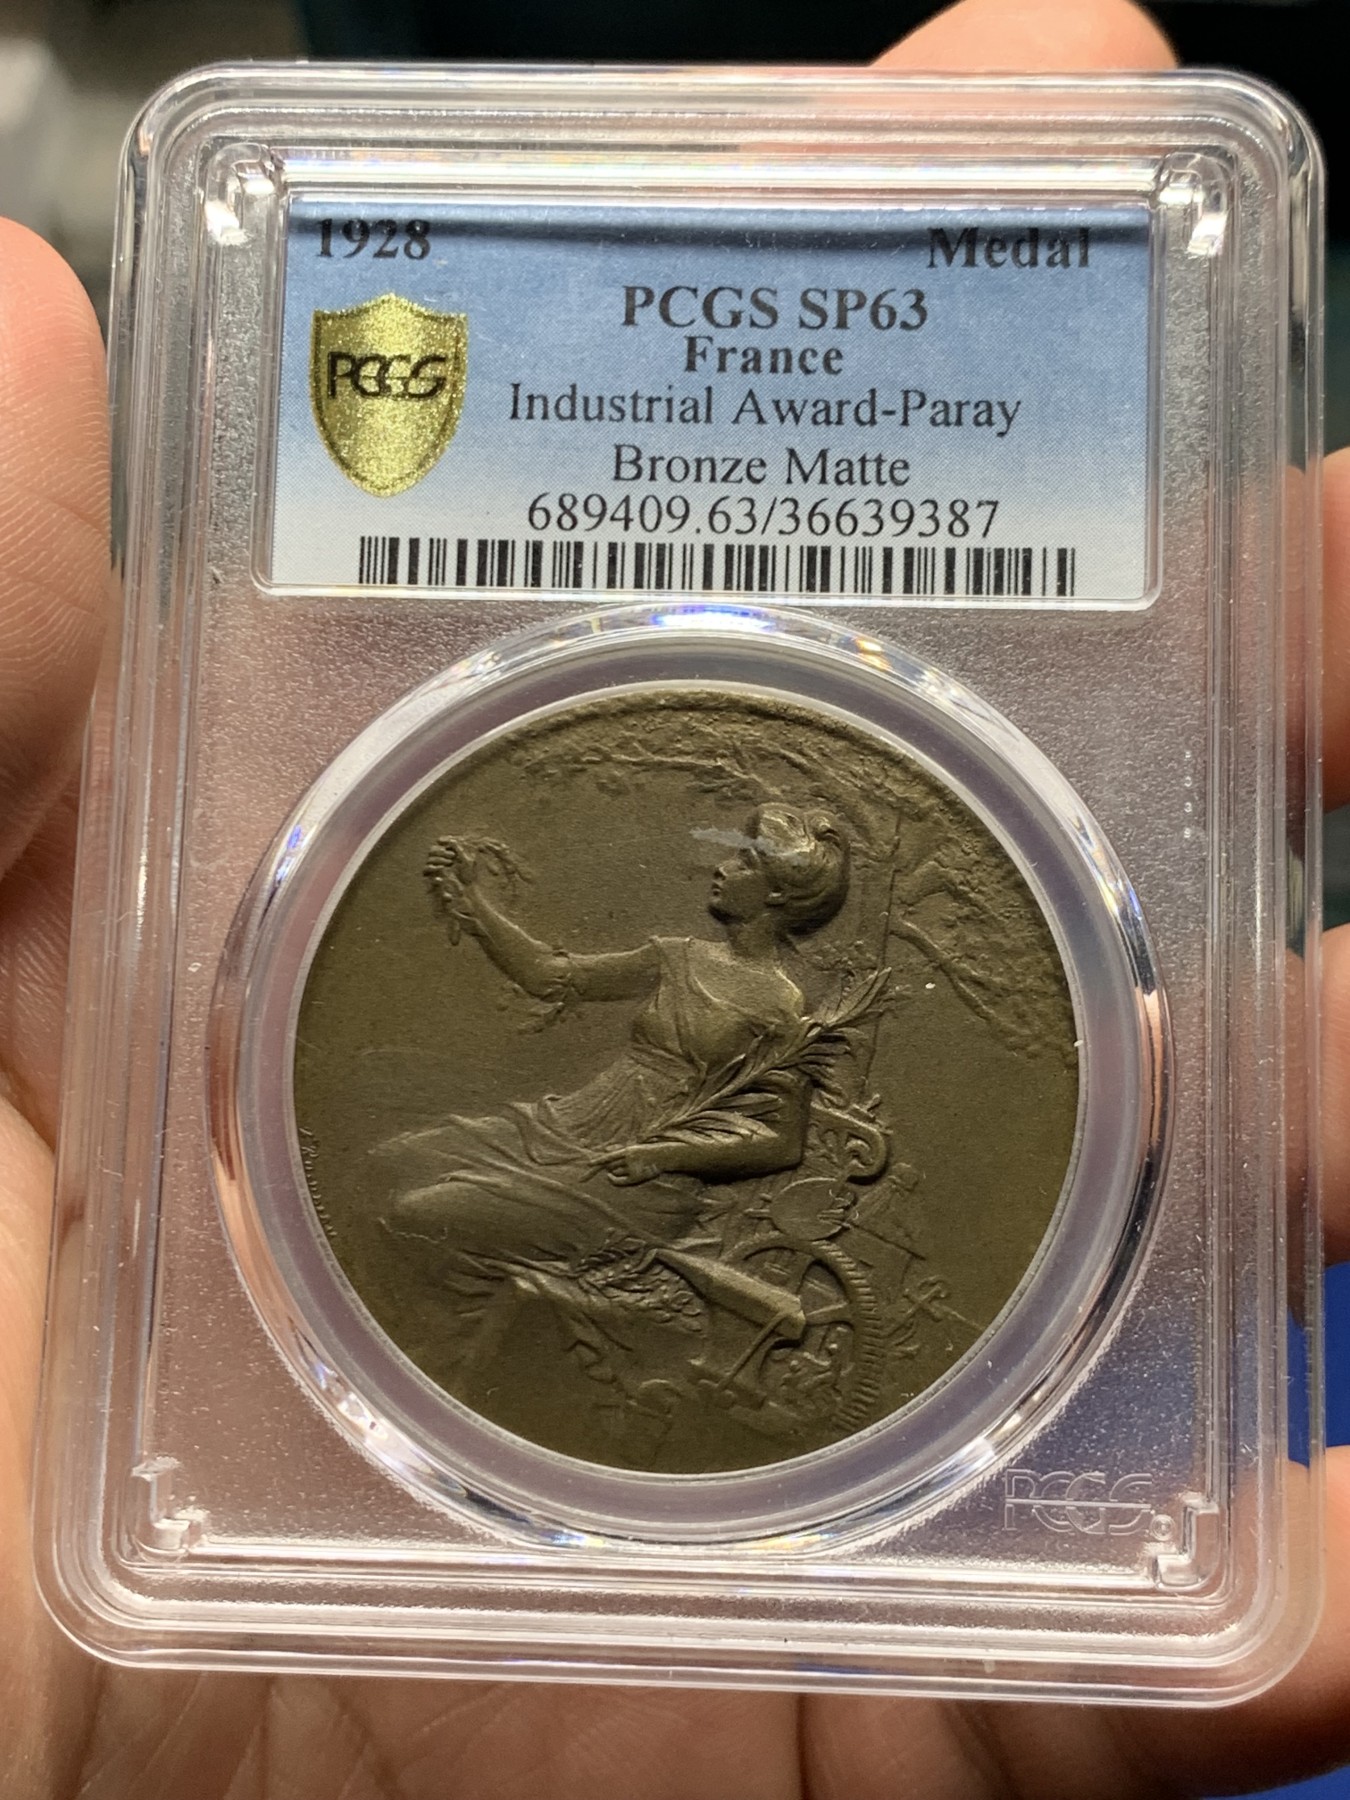 1928 Medal
PCGS SP63
France
PCGS
Industrial Award-Paray
Bronze Matte
689409.63/36639387
PCGS